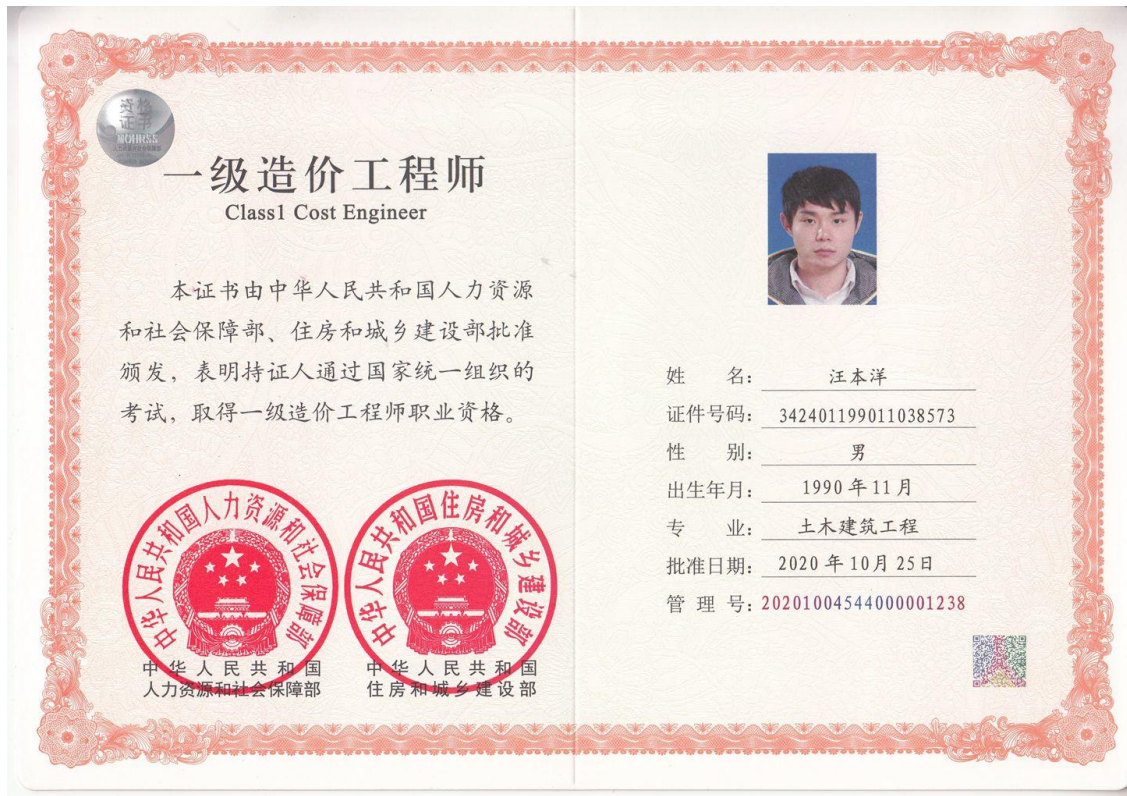 资格
证书
MOHRSS
一级造价工程师
Class1 Cost Engineer
本证书由中华人民共和国人力资源
和社会保障部、住房和城乡建设部批准
颁发，表明持证人通过国家统一组织的
考试，取得一级造价工程师职业资格。
中华人民共和国人力资源和社会保障部
中华人民共和国住房和城乡建设部
中华人民共和国
人力资源和社会保障部
中华人民共和国
住房和城乡建设部
姓 名： 汪本洋
证件号码： 342401199011038573
性 别： 男
出生年月： 1990年11月
专 业： 土木建筑工程
批准日期： 2020年10月25日
管 理 号： 20201004544000001238